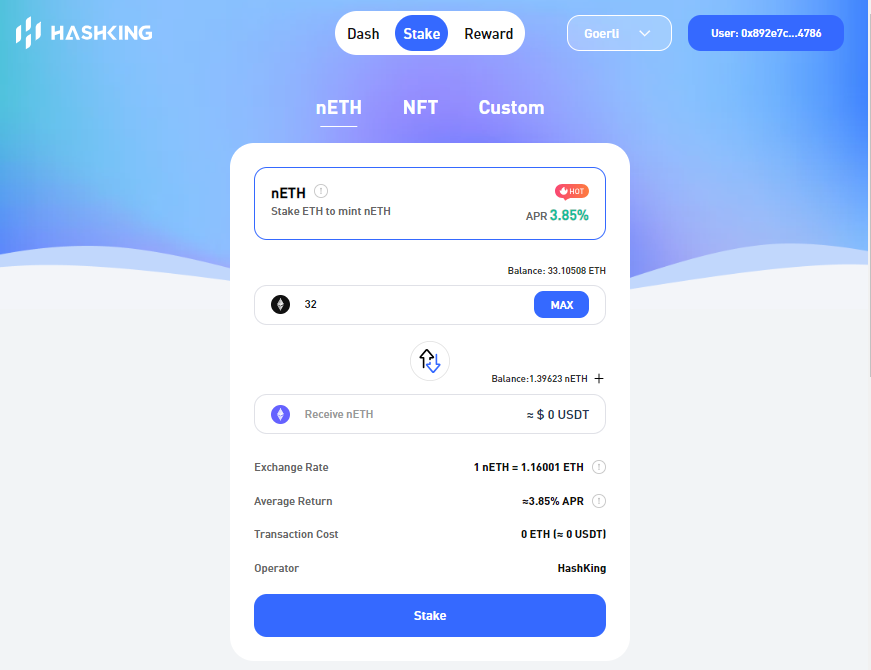 HASHKING
Dash Stake Reward
Goerli
User: 0x892e7c...4786
nETH NFT Custom
nETH
HOT
Stake ETH to mint nETH
APR 3.85%
Balance: 33.10508 ETH
32
MAX
Balance:1.39623 nETH +
Receive nETH
≈ $ 0 USDT
Exchange Rate 1 nETH = 1.16001 ETH
Average Return ≈3.85% APR
Transaction Cost 0 ETH (≈ 0 USDT)
Operator HashKing
Stake